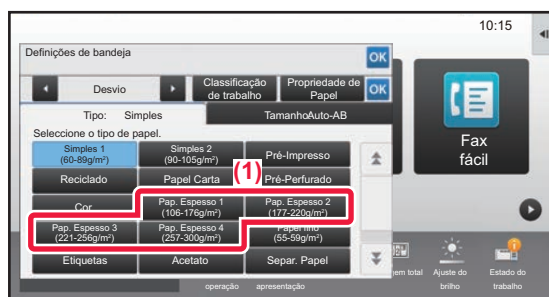 10:15
Definições de bandeja
OK
Desvio
Classificação
de trabalho
Propriedade de
Papel
OK
Tipo: Simples
TamanhoAuto-AB
Seleccione o tipo de papel.
Simples 1
(60-89g/m²)
Simples 2
(90-105g/m²)
Pré-Impresso
Reciclado
Papel Carta
(1)
Pré-Perfurado
Cor
Pap. Espesso 1
(106-176g/m²)
Pap. Espesso 2
(177-220g/m²)
Pap. Espesso 3
(221-256g/m²)
Pap. Espesso 4
(257-300g/m²)
Papel fino
(55-59g/m²)
Etiquetas
Acetato
Separ. Papel
Fax
fácil
operação
apresentação
em total
Ajuste do
brilho
Estado do
trabalho